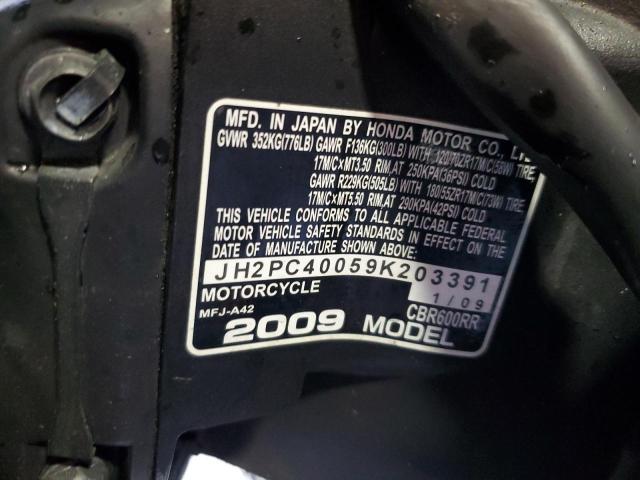 MFD. IN JAPAN BY HONDA MOTOR CO., LTD
GVWR 352KG(776LB) GAWR F136KG(300LB) WITH 120/70ZR17M/C(58W) TIRE,
17M/C×MT3.50 RIM, AT 250KPA(36PSI) COLD
GAWR R229KG(505LB) WITH 180/55ZR17M/C(73W) TIRE,
17M/C×MT5.50 RIM, AT 290KPA(42PSI) COLD
THIS VEHICLE CONFORMS TO ALL APPLICABLE FEDERAL
MOTOR VEHICLE SAFETY STANDARDS IN EFFECT ON THE
DATE OF MANUFACTURE SHOWN ABOVE:
JH2PC40059K203391
MOTORCYCLE 1/09
MFJ-A42 CBR600RR
2009 MODEL